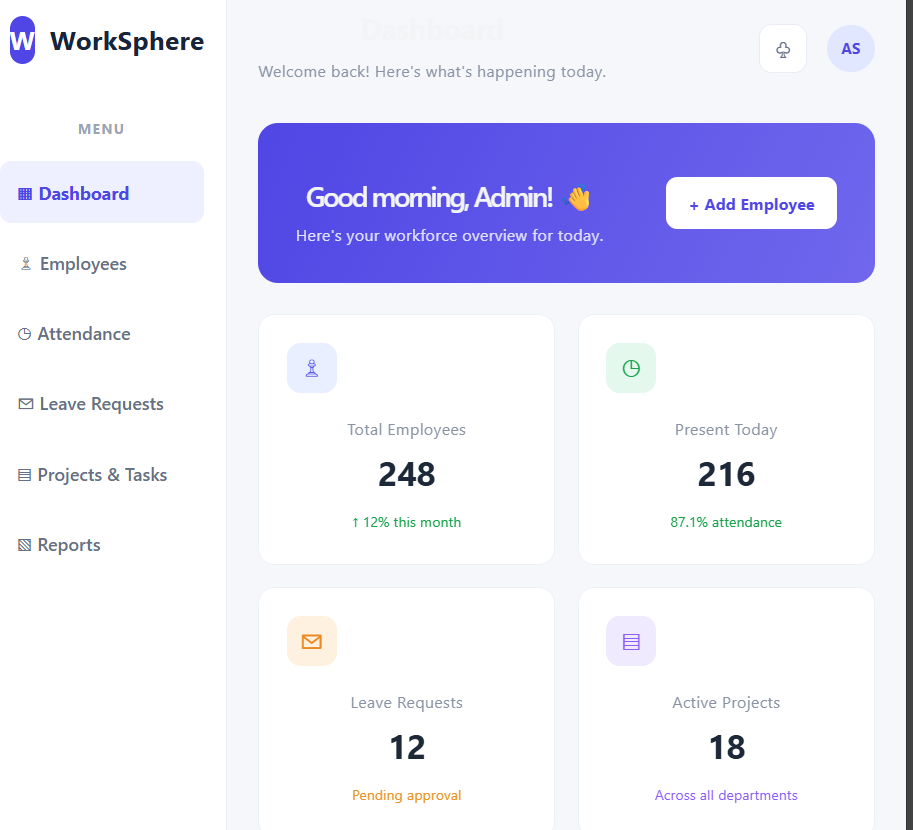 W WorkSphere
MENU
Dashboard
Employees
Attendance
Leave Requests
Projects & Tasks
Reports
Dashboard
Welcome back! Here's what's happening today.
AS
Good morning, Admin! 👋
Here's your workforce overview for today.
+ Add Employee
Total Employees
248
↑ 12% this month
Present Today
216
87.1% attendance
Leave Requests
12
Pending approval
Active Projects
18
Across all departments